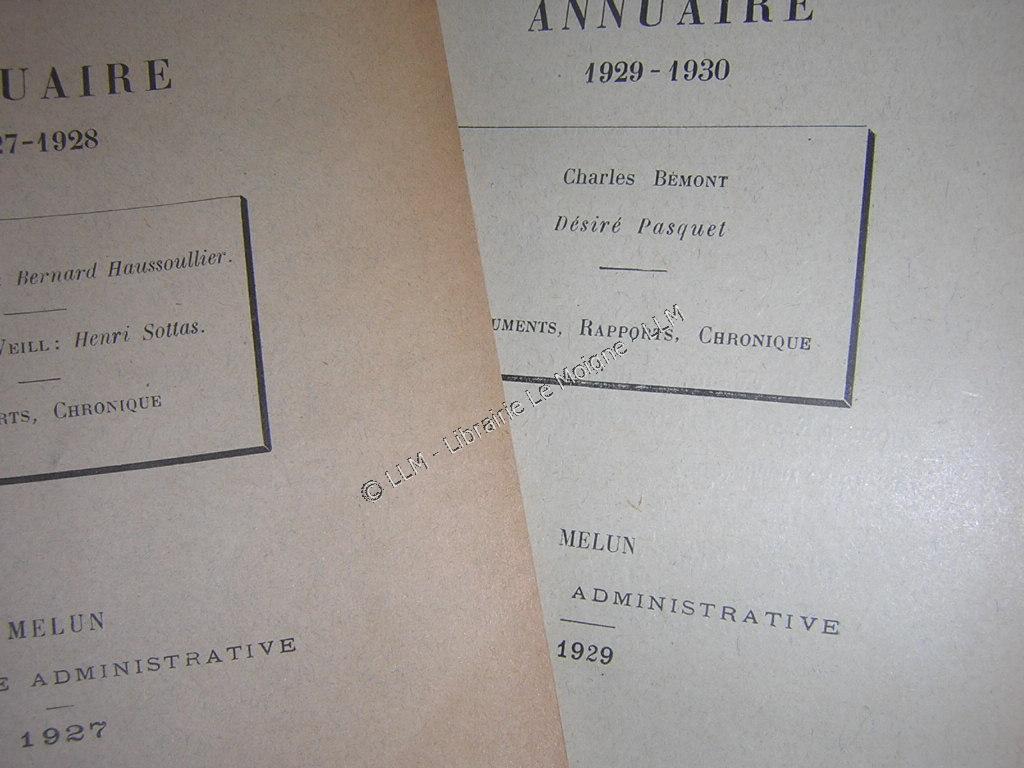 UAIRE
27-1928
: Bernard Haussoullier.
WEILL: Henri Sottas.
RTS, CHRONIQUE
MELUN
E ADMINISTRATIVE
1927
ANNUAIRE
1929-1930
Charles BÉMONT
Désiré Pasquet
UMENTS, RAPPORTS, CHRONIQUE
MELUN
ADMINISTRATIVE
1929
© LLM - Librairie Le Moigne LLM